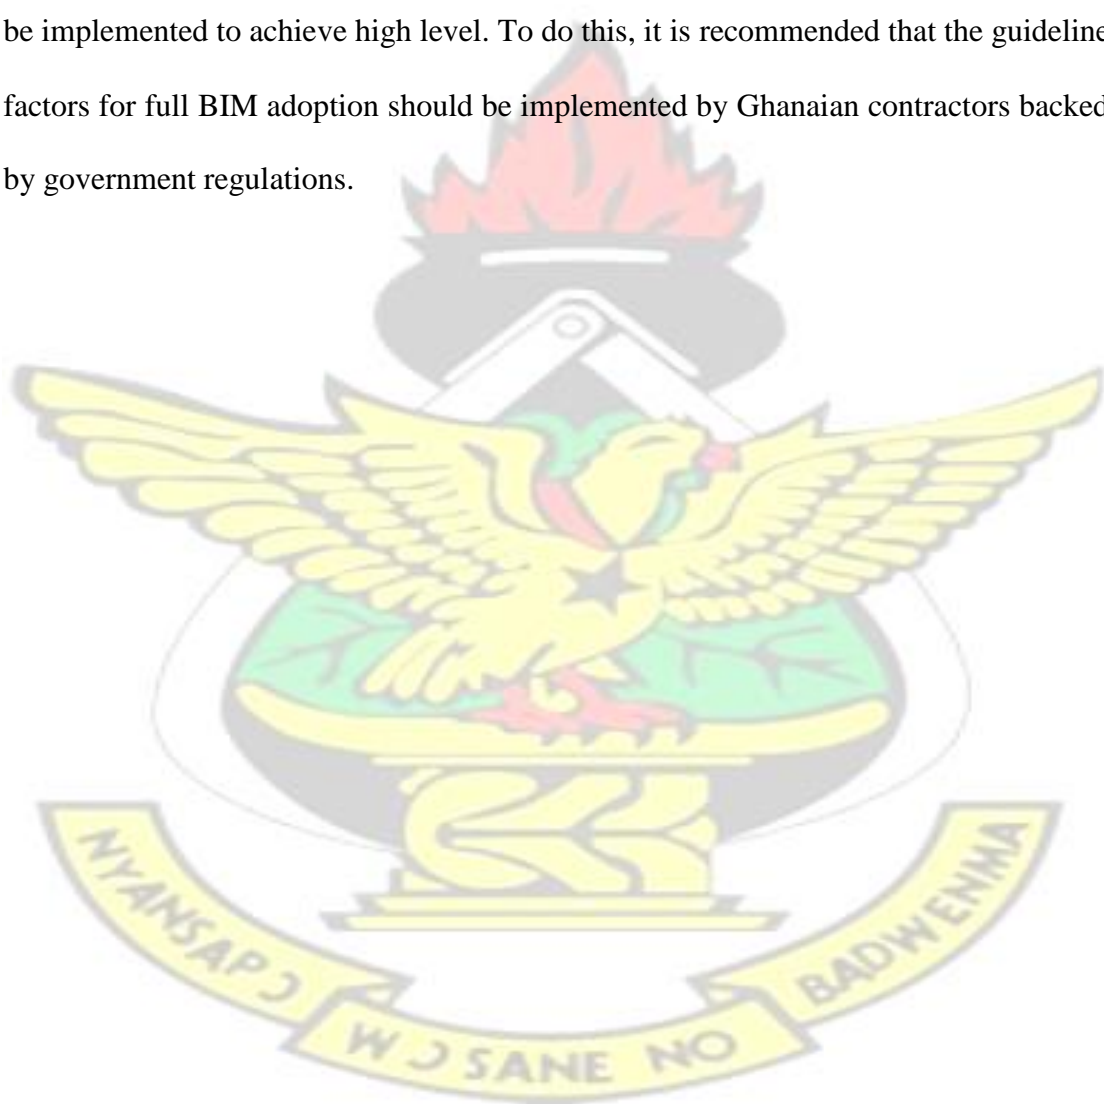 be implemented to achieve high level. To do this, it is recommended that the guideline
factors for full BIM adoption should be implemented by Ghanaian contractors backed
by government regulations.
NYANSAPƆ
WƆSANE NO
BADWENMA